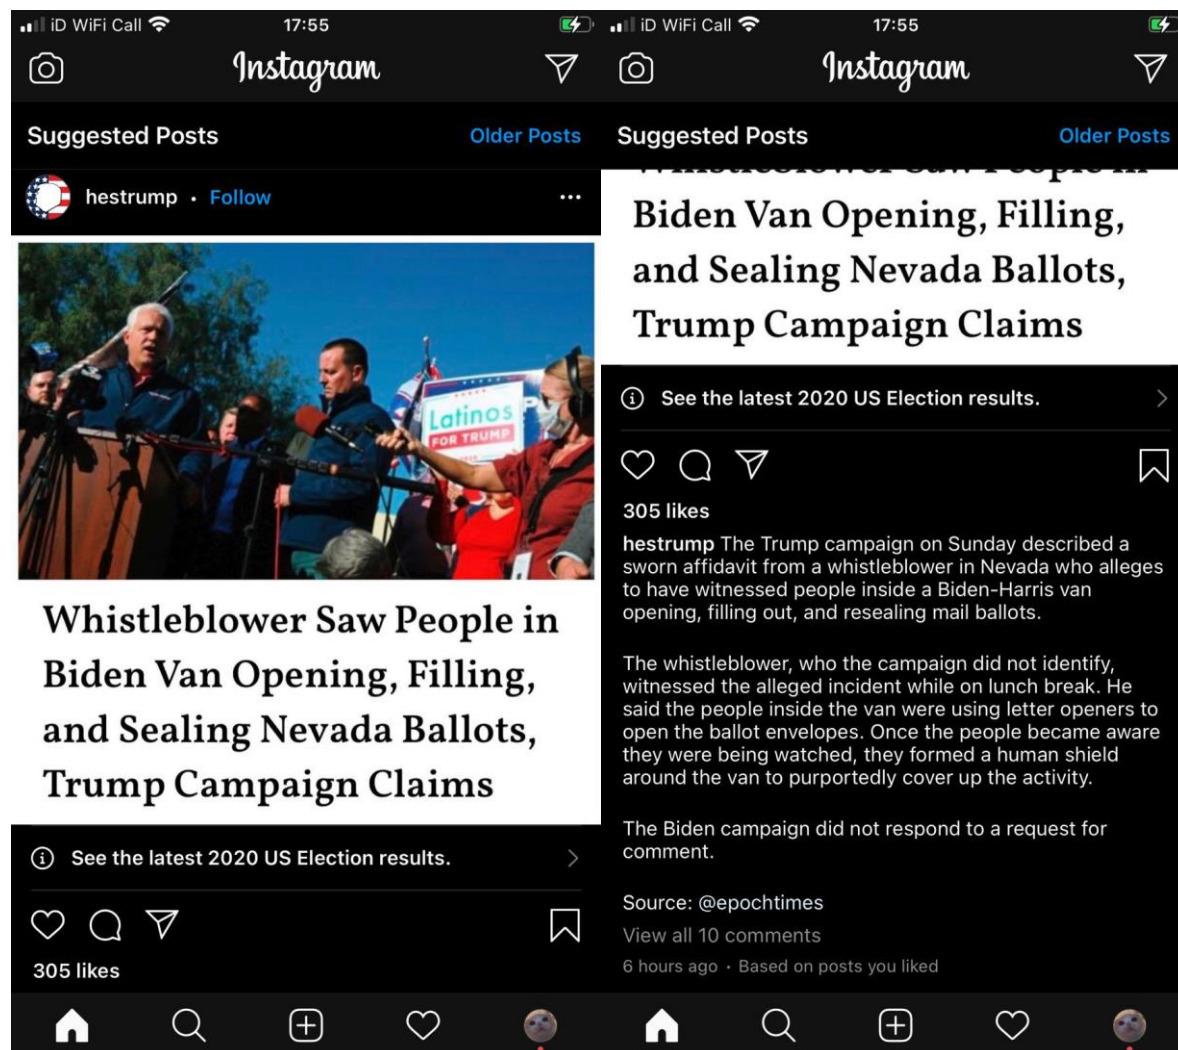 iD WiFi Call
17:55
Instagram
Suggested Posts
Older Posts
hestrump • Follow
Latinos
FOR TRUMP
Whistleblower Saw People in
Biden Van Opening, Filling,
and Sealing Nevada Ballots,
Trump Campaign Claims
See the latest 2020 US Election results.
305 likes
iD WiFi Call
17:55
Instagram
Suggested Posts
Older Posts
Biden Van Opening, Filling,
and Sealing Nevada Ballots,
Trump Campaign Claims
See the latest 2020 US Election results.
305 likes
hestrump The Trump campaign on Sunday described a
sworn affidavit from a whistleblower in Nevada who alleges
to have witnessed people inside a Biden-Harris van
opening, filling out, and resealing mail ballots.
The whistleblower, who the campaign did not identify,
witnessed the alleged incident while on lunch break. He
said the people inside the van were using letter openers to
open the ballot envelopes. Once the people became aware
they were being watched, they formed a human shield
around the van to purportedly cover up the activity.
The Biden campaign did not respond to a request for
comment.
Source: @epochtimes
View all 10 comments
6 hours ago • Based on posts you liked